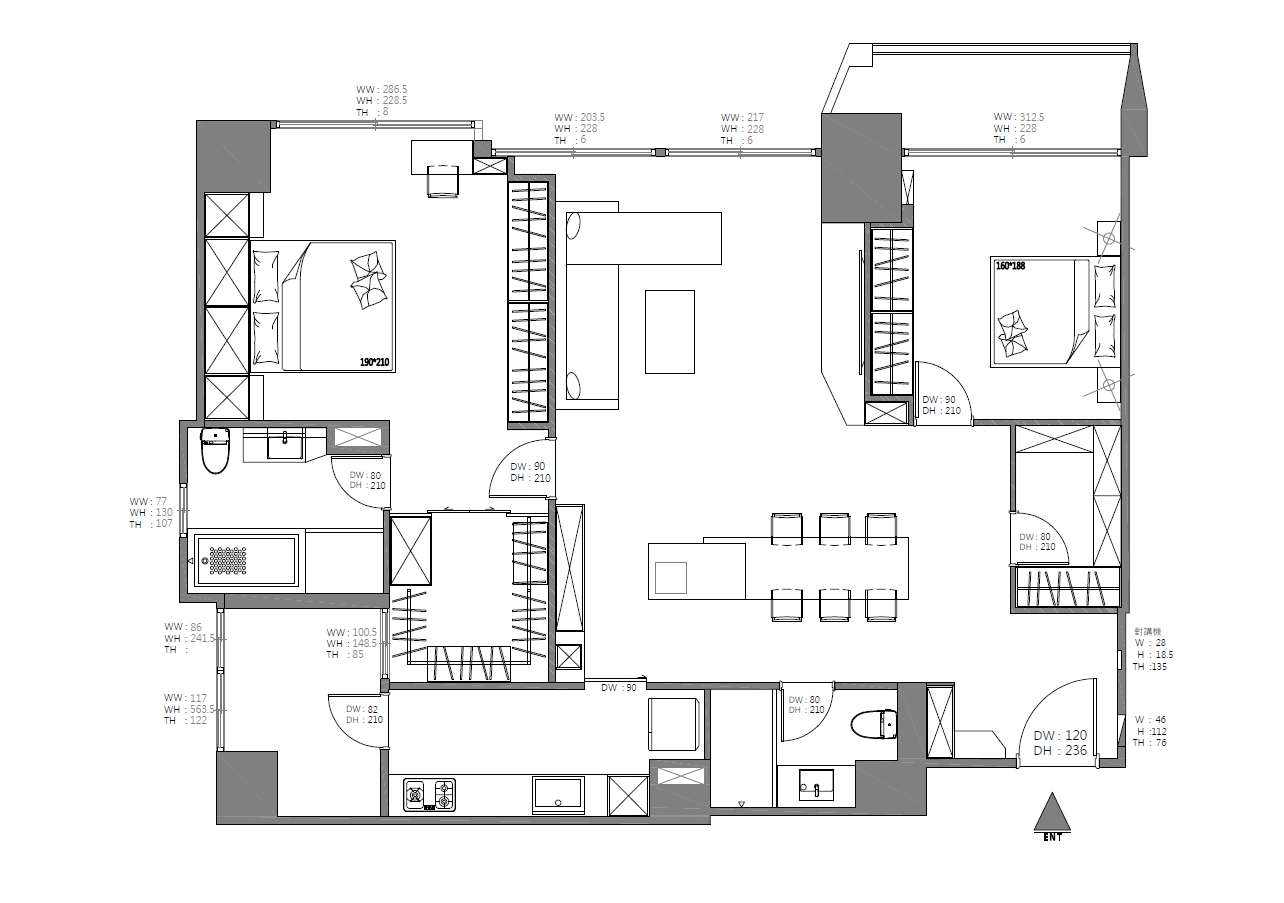 WW : 286.5
WH : 228.5
TH : 8
WW : 203.5
WH : 228
TH : 6
WW : 217
WH : 228
TH : 6
WW : 312.5
WH : 228
TH : 6
160*188
190*210
DW : 90
DH : 210
DW : 90
DH : 210
DW : 80
DH : 210
WW : 77
WH : 130
TH : 107
DW : 80
DH : 210
WW : 86
WH : 241.5
TH :
WW : 100.5
WH : 148.5
TH : 85
對講機
W : 28
H : 18.5
TH : 135
WW : 117
WH : 563.5
TH : 122
DW : 82
DH : 210
DW : 90
DW : 80
DH : 210
DW : 120
DH : 236
W : 46
H : 112
TH : 76
ENT